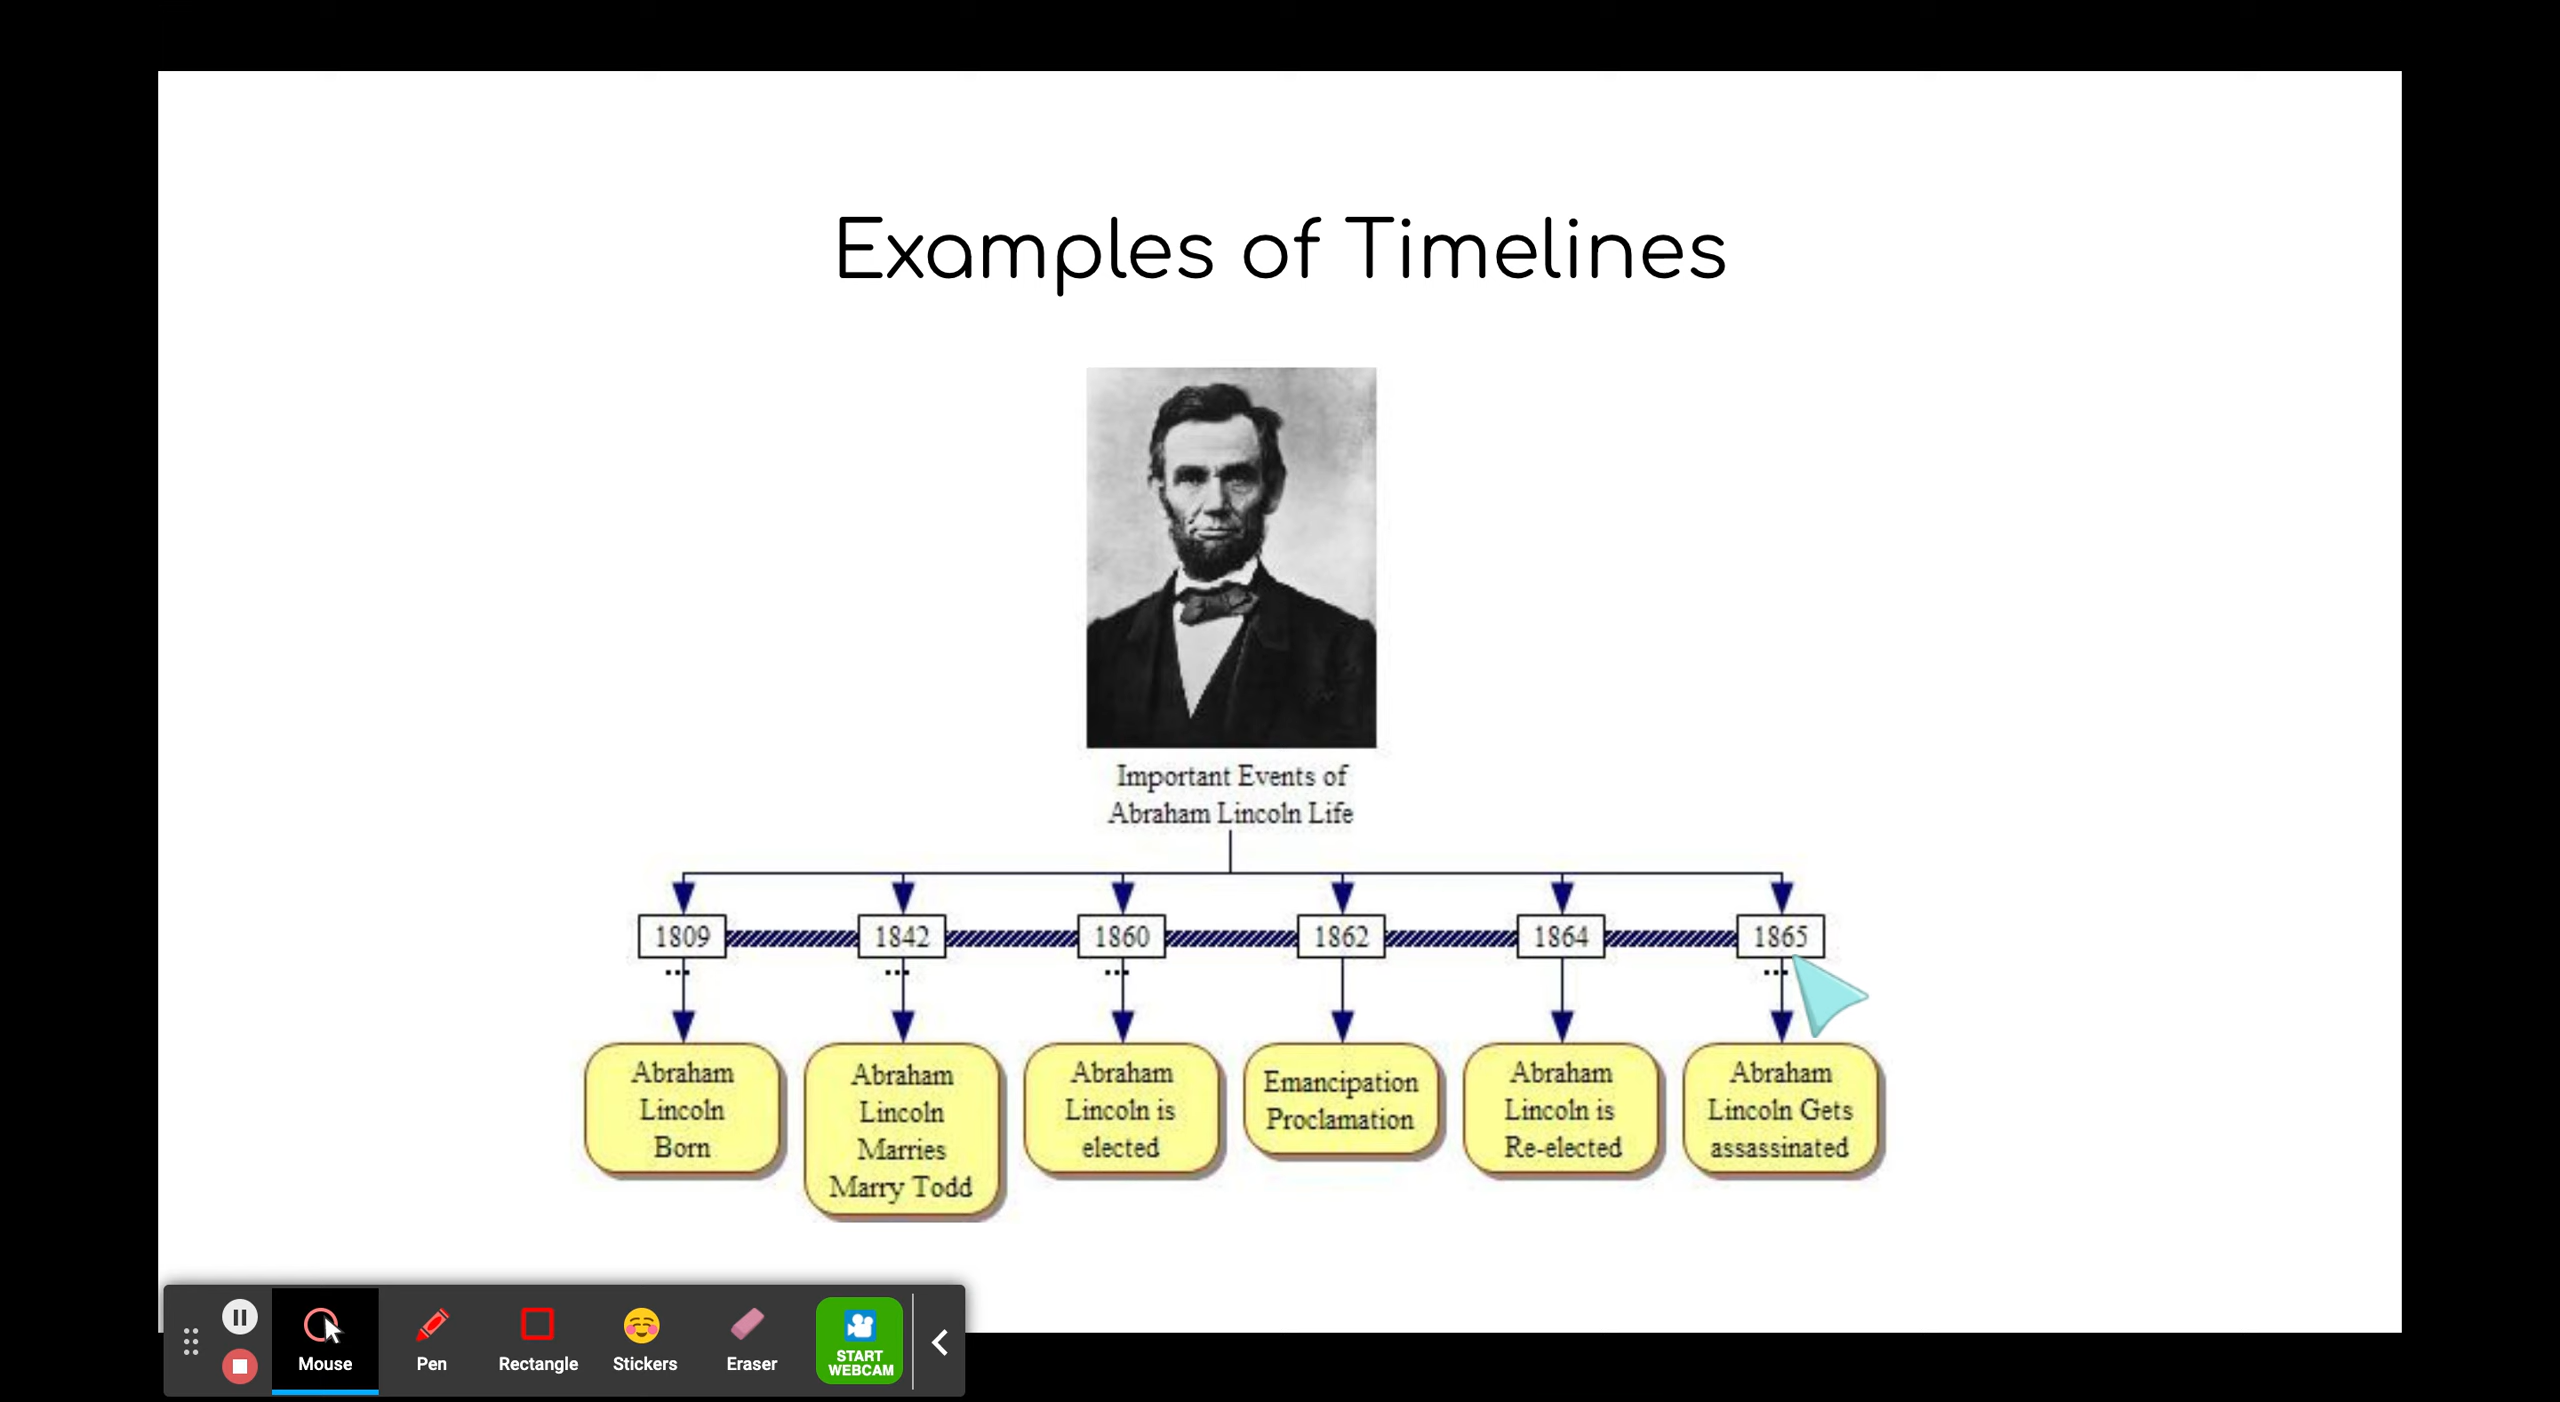 Examples of Timelines
Important Events of
Abraham Lincoln Life
1809 1842 1860 1862 1864 1865
... ... ... ...
Abraham
Lincoln
Born
Abraham
Lincoln
Marries
Marry Todd
Abraham
Lincoln is
elected
Emancipation
Proclamation
Abraham
Lincoln is
Re-elected
Abraham
Lincoln Gets
assassinated
Mouse Pen Rectangle Stickers Eraser
START
WEBCAM